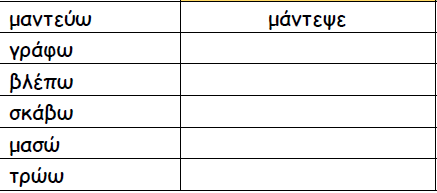 μαντεύω μάντεψε
γράφω
βλέπω
σκάβω
μασώ
τρώω